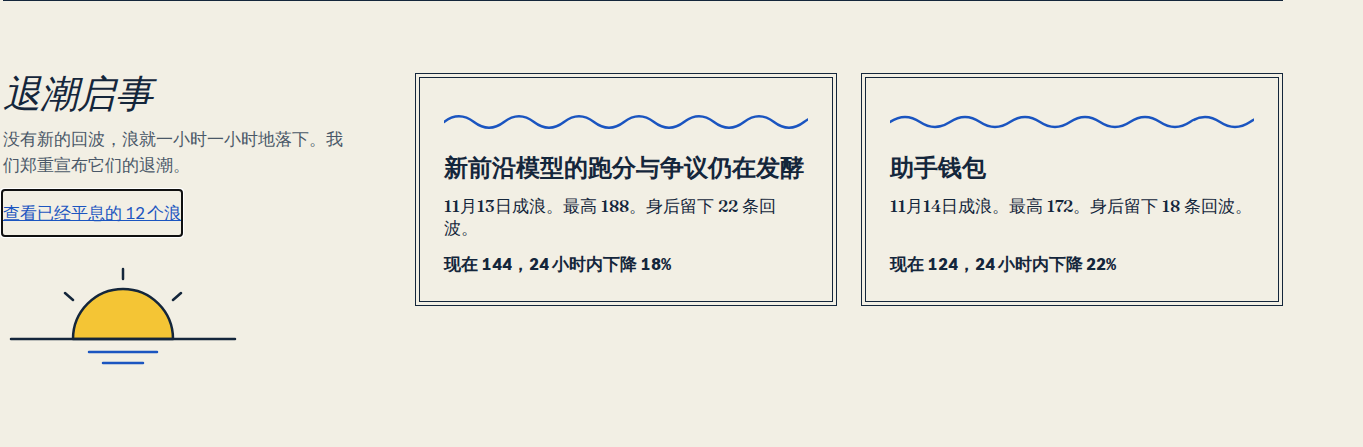 退潮启事
没有新的回波，浪就一小时一小时地落下。我
们郑重宣布它们的退潮。
查看已经平息的 12 个浪
新前沿模型的跑分与争议仍在发酵
11月13日成浪。最高 188。身后留下 22 条回
波。
现在 144，24 小时内下降 18%
助手钱包
11月14日成浪。最高 172。身后留下 18 条回波。
现在 124，24 小时内下降 22%